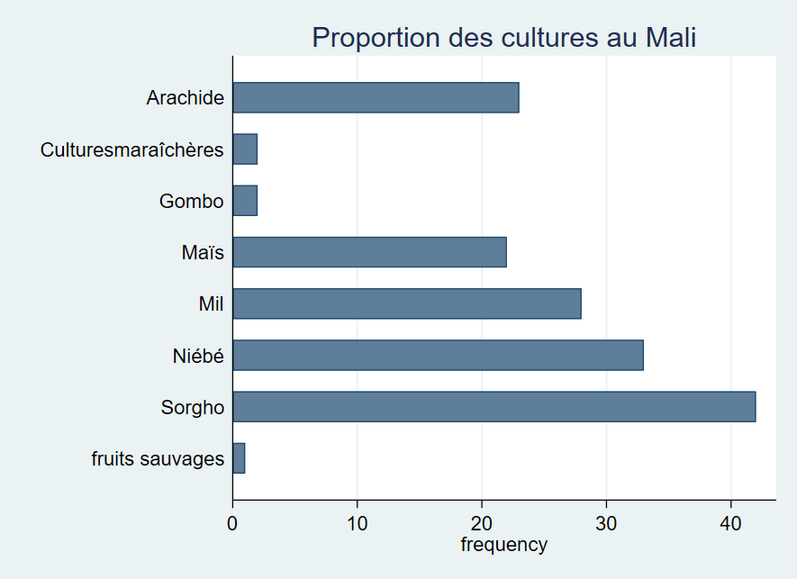 Proportion des cultures au Mali
Arachide
Culturesmaraîchères
Gombo
Maïs
Mil
Niébé
Sorgho
fruits sauvages
0 10 20 30 40
frequency